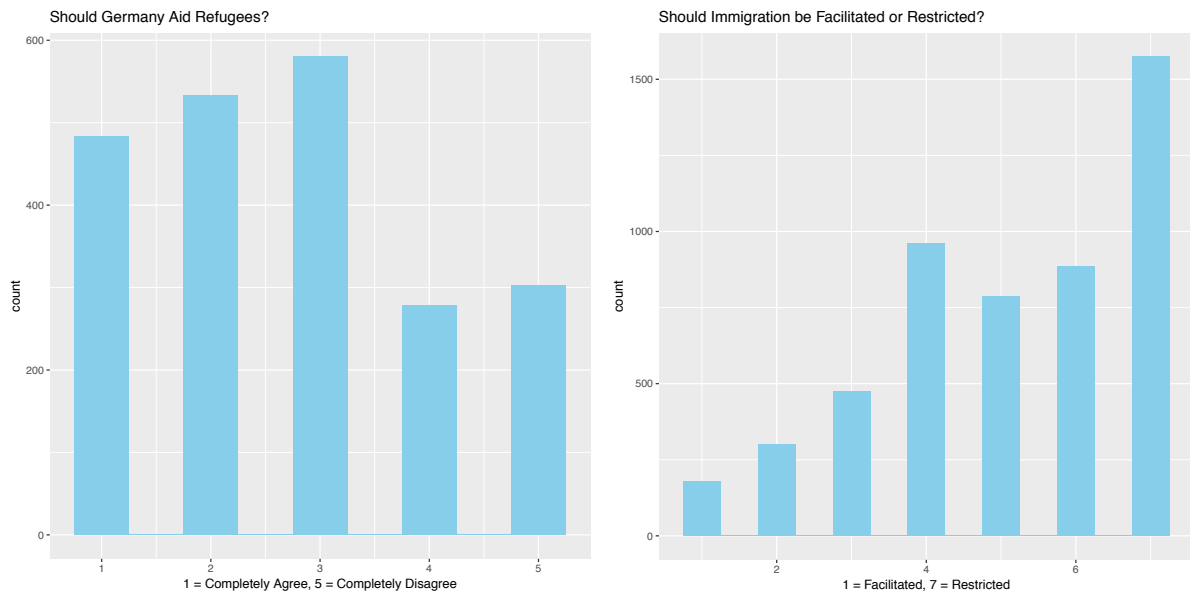 Should Germany Aid Refugees?
600
400
200
0
count
1 2 3 4 5
1 = Completely Agree, 5 = Completely Disagree
Should Immigration be Facilitated or Restricted?
1500
1000
500
0
count
2 4 6
1 = Facilitated, 7 = Restricted